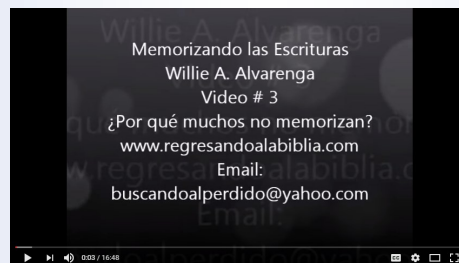 Memorizando las Escrituras
Willie A. Alvarenga
Video # 3
¿Por qué muchos no memorizan?
www.regresandoalabiblia.com
Email:
buscandoalperdido@yahoo.com
0:03 / 16:48
CC